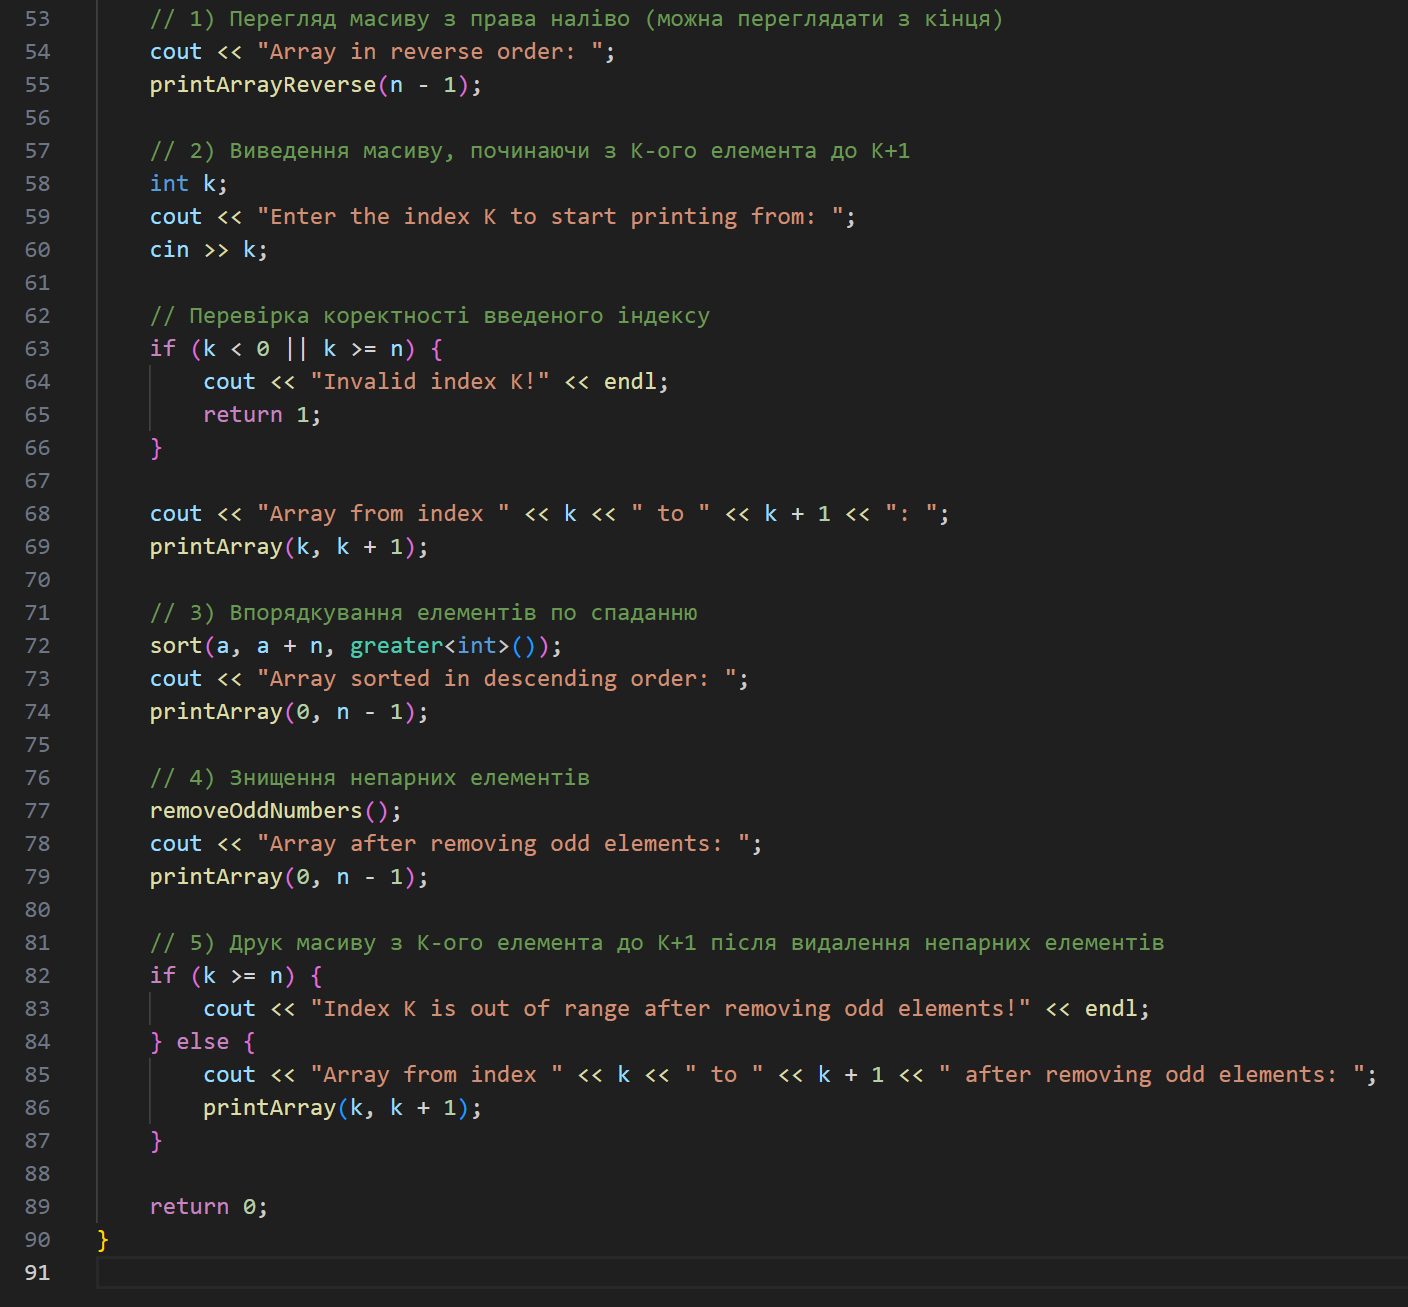 53 // 1) Перегляд масиву з права наліво (можна переглядати з кінця)
54 cout << "Array in reverse order: ";
55 printArrayReverse(n - 1);
56
57 // 2) Виведення масиву, починаючи з К-ого елемента до К+1
58 int k;
59 cout << "Enter the index K to start printing from: ";
60 cin >> k;
61
62 // Перевірка коректності введеного індексу
63 if (k < 0 || k >= n) {
64 cout << "Invalid index K!" << endl;
65 return 1;
66 }
67
68 cout << "Array from index " << k << " to " << k + 1 << ": ";
69 printArray(k, k + 1);
70
71 // 3) Впорядкування елементів по спаданню
72 sort(a, a + n, greater<int>());
73 cout << "Array sorted in descending order: ";
74 printArray(0, n - 1);
75
76 // 4) Знищення непарних елементів
77 removeOddNumbers();
78 cout << "Array after removing odd elements: ";
79 printArray(0, n - 1);
80
81 // 5) Друк масиву з К-ого елемента до К+1 після видалення непарних елементів
82 if (k >= n) {
83 cout << "Index K is out of range after removing odd elements!" << endl;
84 } else {
85 cout << "Array from index " << k << " to " << k + 1 << " after removing odd elements: ";
86 printArray(k, k + 1);
87 }
88
89 return 0;
90 }
91